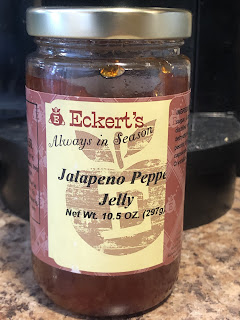 E. Eckert's
Always in Season
Jalapeno Peppe
Jelly
Net Wt. 10.5 OZ. (297g